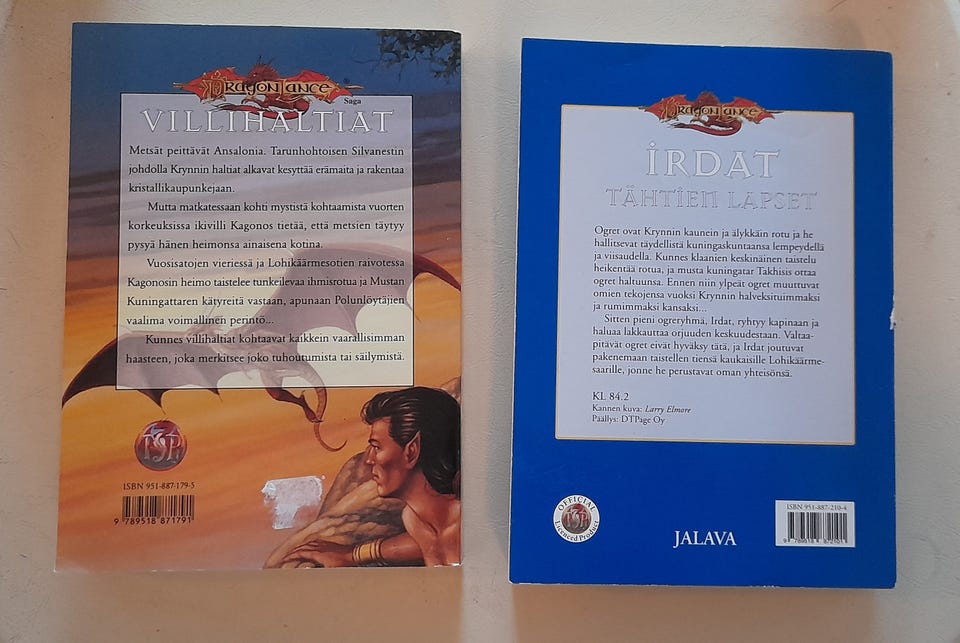 DRAGONLANCE
Saga
VILLIHALTIAT
Metsät peittävät Ansalonia. Tarunhohtoisen Silvanestin
johdolla Krynnin haltiat alkavat kesyttää erämaita ja rakentaa
kristallikaupunkejaan.
Mutta matkatessaan kohti mystistä kohtaamista vuorten
korkeuksissa ikivilli Kagonos tietää, että metsien täytyy
pysyä hänen heimonsa ainaisena kotina.
Vuosisatojen vieriessä ja Lohikäärmesotien raivotessa
Kagonosin heimo taistelee tunkeilevaa ihmisrotua ja Mustan
Kuningattaren kätyreitä vastaan, apunaan Polunlöytäjien
vaalima voimallinen perintö...
Kunnes villihaltiat kohtaavat kaikkein vaarallisimman
haasteen, joka merkitsee joko tuhoutumista tai säilymistä.
TSR
ISBN 951-887-179-5
9 789518 871791
DRAGONLANCE
IRDAT
TÄHTIEN LAPSET
Ogret ovat Krynnin kaunein ja älykkäin rotu ja he
hallitsevat täydellistä kuningaskuntaansa lempeydellä
ja viisaudella. Kunnes klaanien keskinäinen taistelu
heikentää rotua, ja musta kuningatar Takhisis ottaa
ogret haltuunsa. Ennen niin ylpeät ogret muuttuvat
omien tekojensa vuoksi Krynnin halveksituimmaksi
ja rumimmaksi kansaksi...
Sitten pieni ogreryhmä, Irdat, ryhtyy kapinaan ja
haluaa lakkauttaa orjuuden keskuudestaan. Valtaa-
pitävät ogret eivät hyväksy tätä, ja Irdat joutuvat
pakenemaan taistellen tiensä kaukaisille Lohikäärme-
saarille, jonne he perustavat oman yhteisönsä.
KL 84.2
Kannen kuva: Larry Elmore
Päällys: DTPage Oy
OFFICIAL
TSR
Licenced Product
JALAVA
ISBN 951-887-210-4